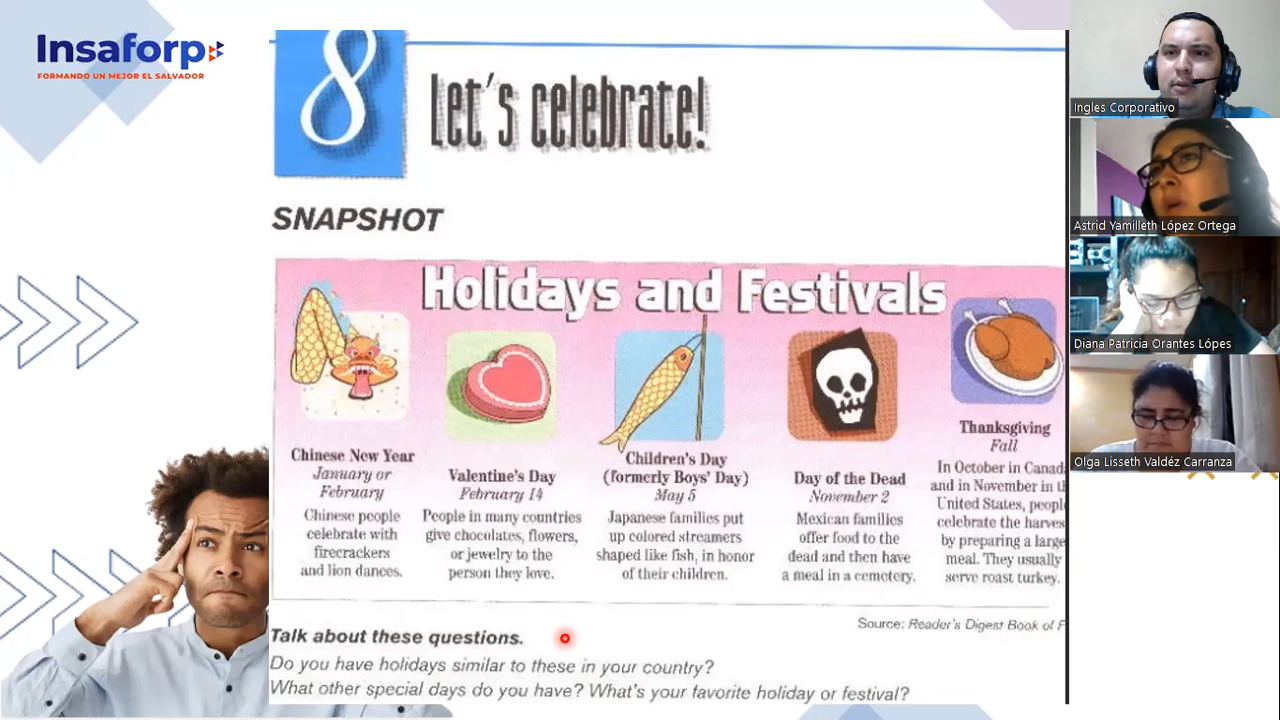 Insaforp
FORMANDO UN MEJOR EL SALVADOR
8
Let's celebrate!
SNAPSHOT
Holidays and Festivals
Chinese New Year
January or
February
Chinese people
celebrate with
firecrackers
and lion dances.
Valentine's Day
February 14
People in many countries
give chocolates, flowers,
or jewelry to the
person they love.
Children's Day
(formerly Boys' Day)
May 5
Japanese families put
up colored streamers
shaped like fish, in honor
of their children.
Day of the Dead
November 2
Mexican families
offer food to the
dead and then have
a meal in a cemetery.
Thanksgiving
Fall
In October in Canad
and in November in th
United States, peopl
celebrate the harves
by preparing a large
meal. They usually
serve roast turkey.
Source: Reader's Digest Book of F
Talk about these questions.
Do you have holidays similar to these in your country?
What other special days do you have? What's your favorite holiday or festival?
Ingles Corporativo
Astrid Yamilleth López Ortega
Diana Patricia Orantes Lópes
Olga Lisseth Valdéz Carranza